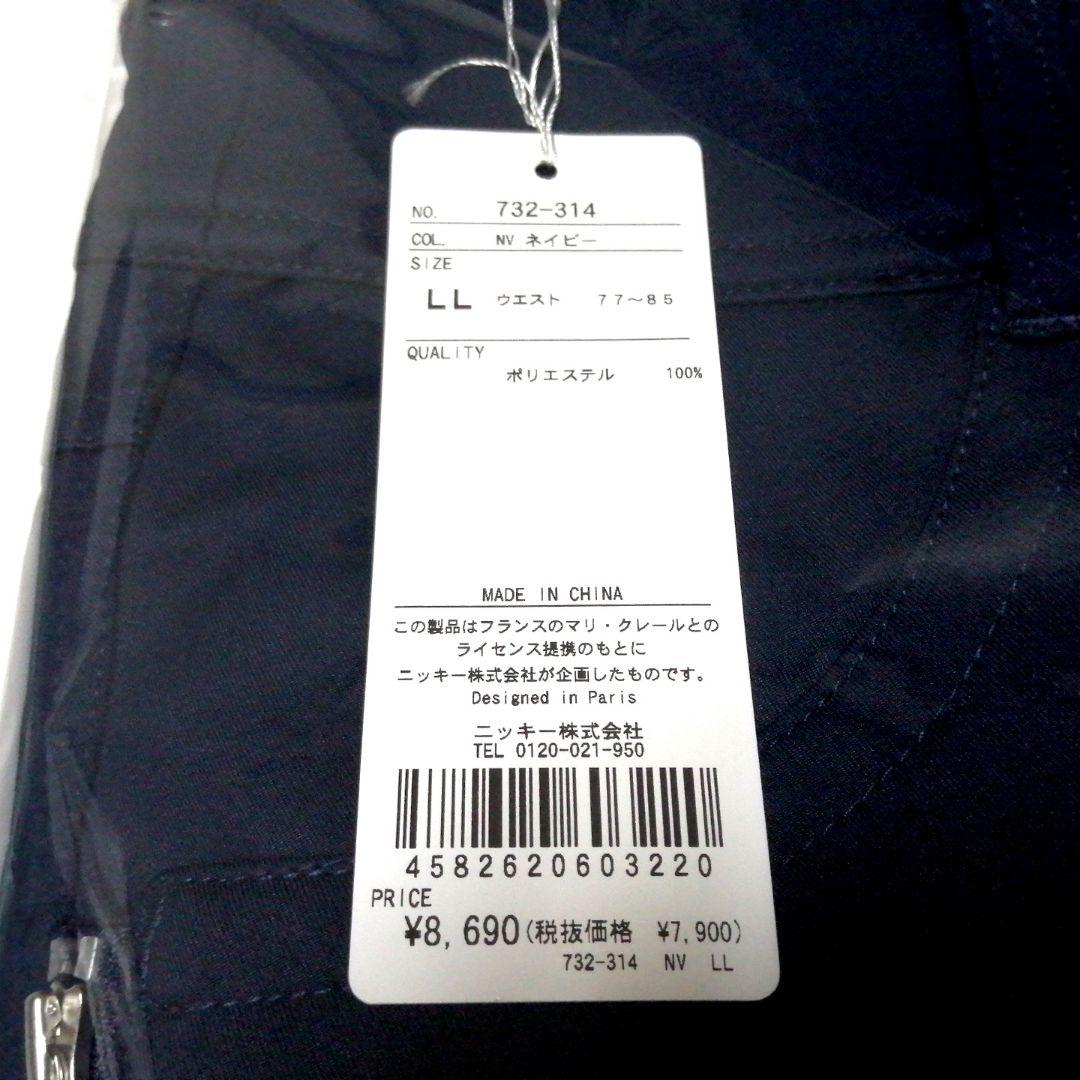 NO. 732-314
COL. NV ネイビー
SIZE
LL ウエスト 77～85
QUALITY
ポリエステル 100%
MADE IN CHINA
この製品はフランスのマリ・クレールとの
ライセンス提携のもとに
ニッキー株式会社が企画したものです。
Designed in Paris
ニッキー株式会社
TEL 0120-021-950
4582620603220
PRICE
¥8,690(税抜価格 ¥7,900)
732-314 NV LL